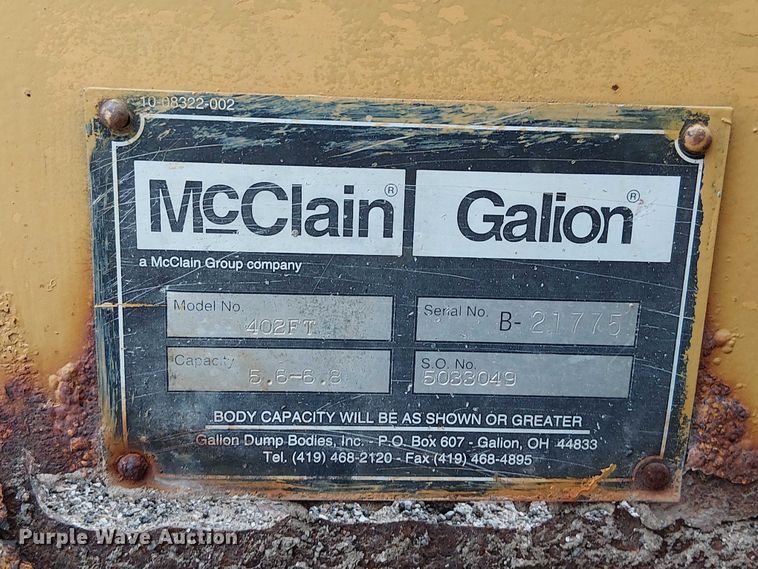 10-08322-002
McClain® Galion®
a McClain Group company
Model No. 402FT
Serial No. B-21775
Capacity 5.6-6.8
S.O. No. 5033049
BODY CAPACITY WILL BE AS SHOWN OR GREATER
Galion Dump Bodies, Inc. - P.O. Box 607 - Galion, OH 44833
Tel. (419) 468-2120 - Fax (419) 468-4895
Purple Wave Auction